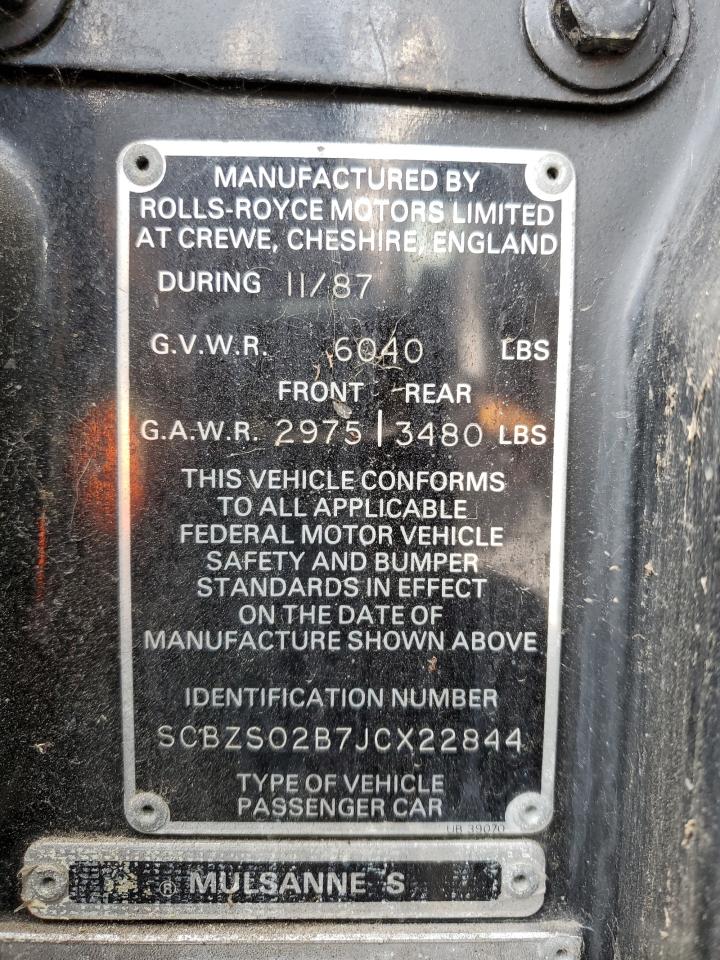 MANUFACTURED BY
ROLLS-ROYCE MOTORS LIMITED
AT CREWE, CHESHIRE, ENGLAND
DURING 11/87
G.V.W.R. 6040 LBS
FRONT REAR
G.A.W.R. 2975 | 3480 LBS
THIS VEHICLE CONFORMS
TO ALL APPLICABLE
FEDERAL MOTOR VEHICLE
SAFETY AND BUMPER
STANDARDS IN EFFECT
ON THE DATE OF
MANUFACTURE SHOWN ABOVE
IDENTIFICATION NUMBER
SCBZS02B7JCX22844
TYPE OF VEHICLE
PASSENGER CAR
UB 39070
® MULSANNE S